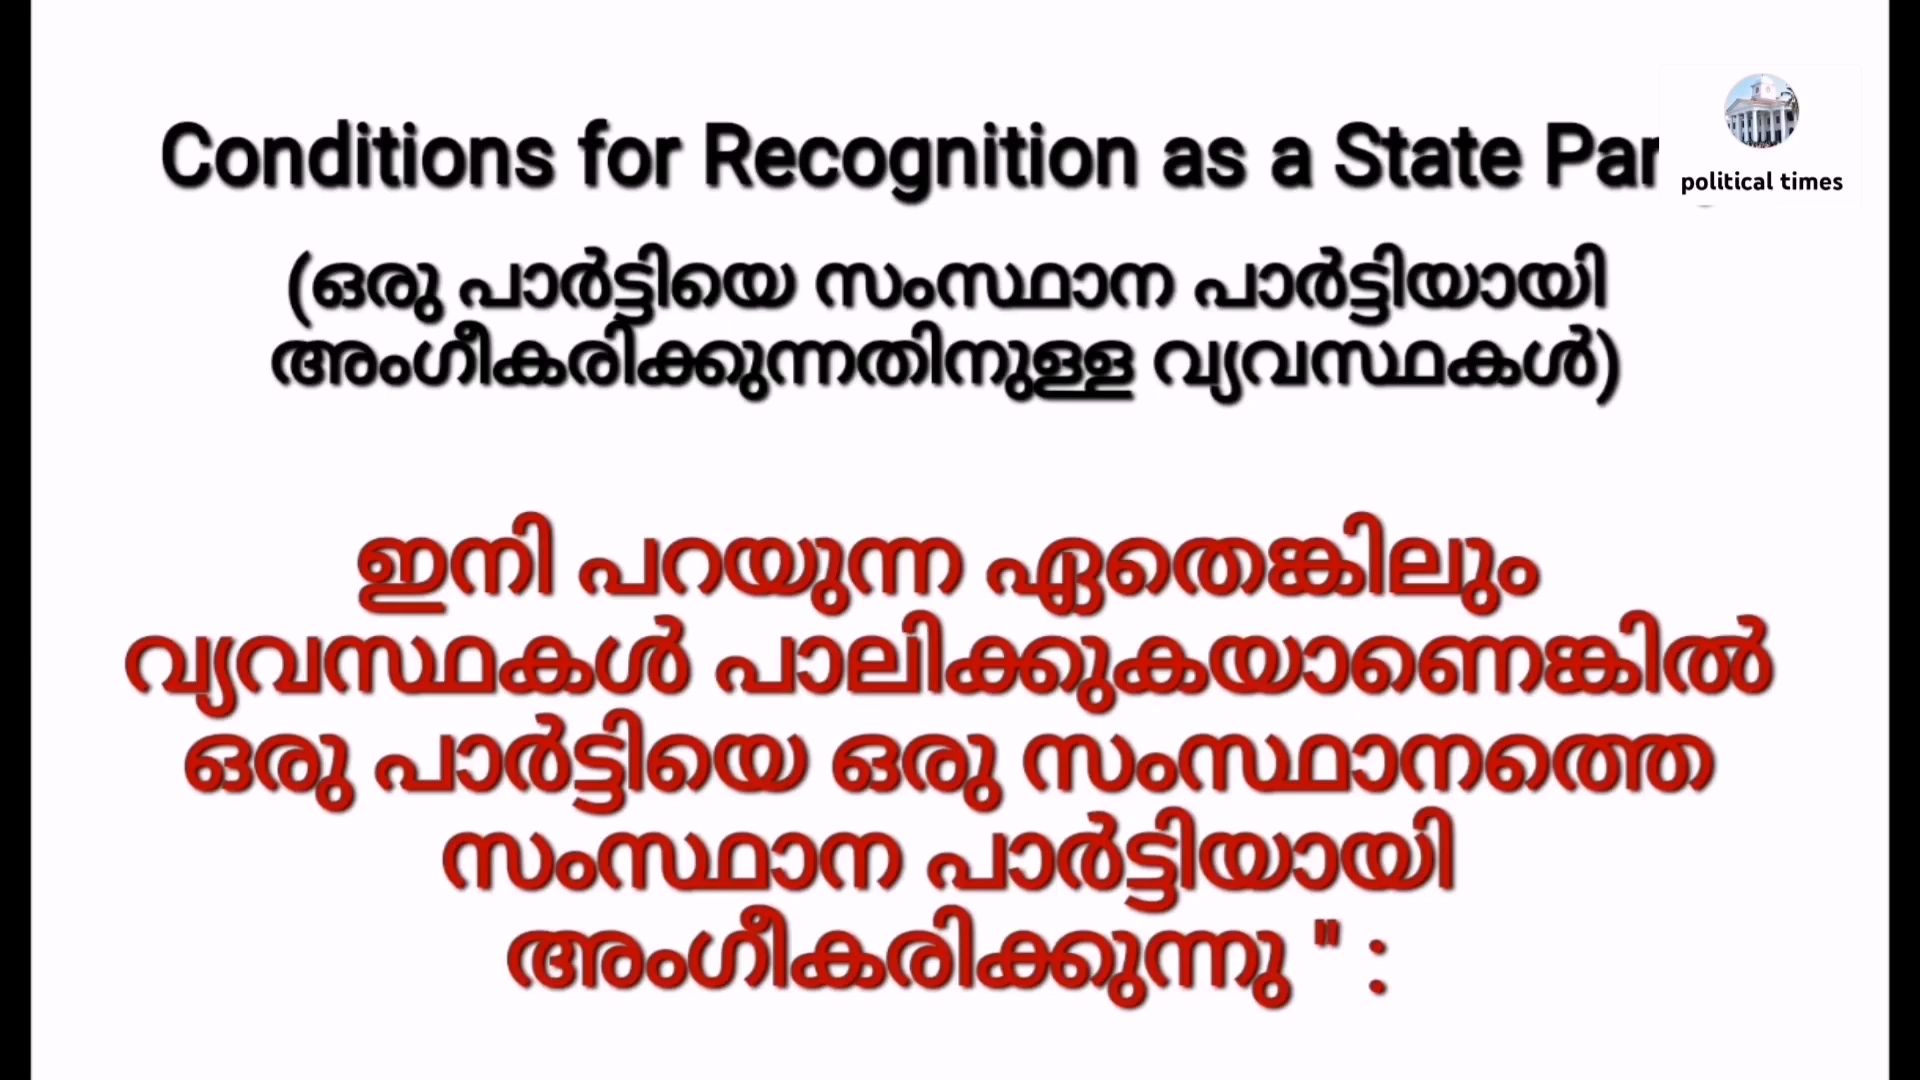 Conditions for Recognition as a State
political times
(ഒരു പാർട്ടിയെ സംസ്ഥാന പാർട്ടിയായി
അംഗീകരിക്കുന്നതിനുള്ള വ്യവസ്ഥകൾ)
ഇനി പറയുന്ന ഏതെങ്കിലും
വ്യവസ്ഥകൾ പാലിക്കുകയാണെങ്കിൽ
ഒരു പാർട്ടിയെ ഒരു സംസ്ഥാനത്തെ
സംസ്ഥാന പാർട്ടിയായി
അംഗീകരിക്കുന്നു " :